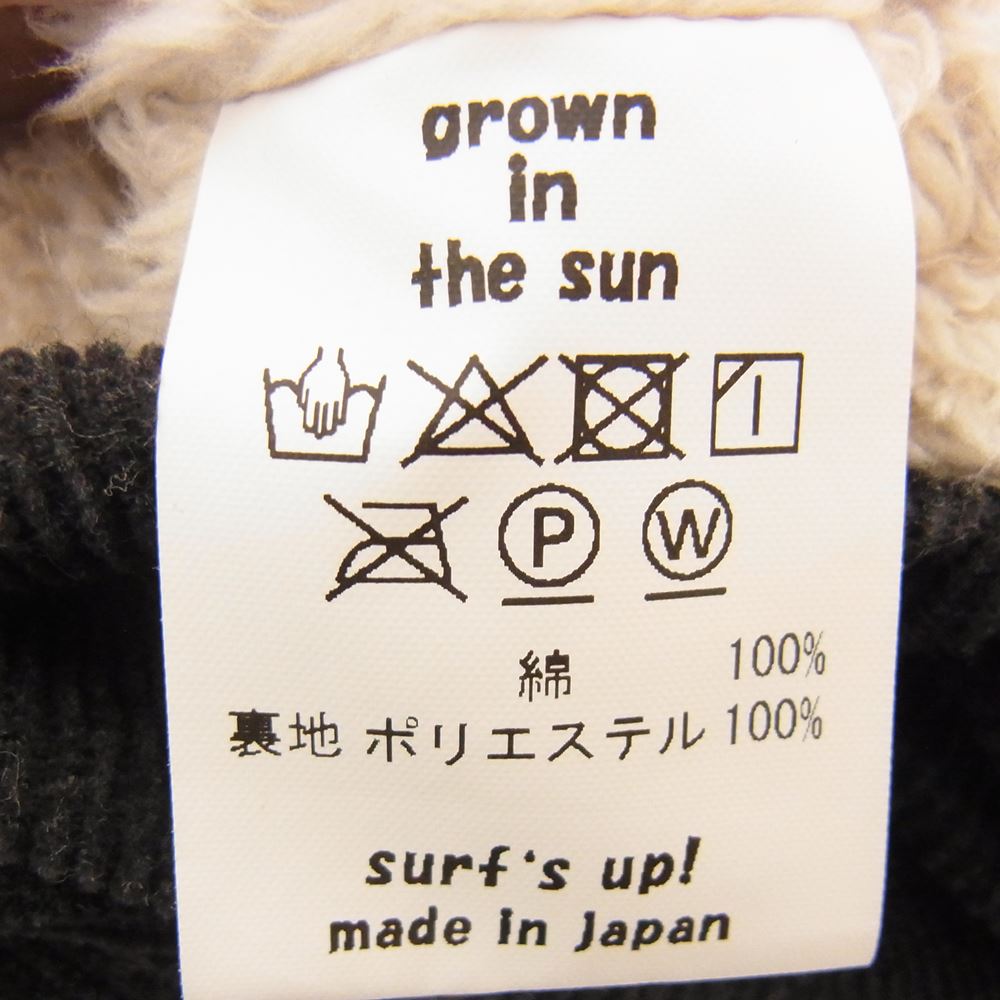 grown
in
the sun
P W
綿 100%
裏地 ポリエステル 100%
surf's up!
made in Japan